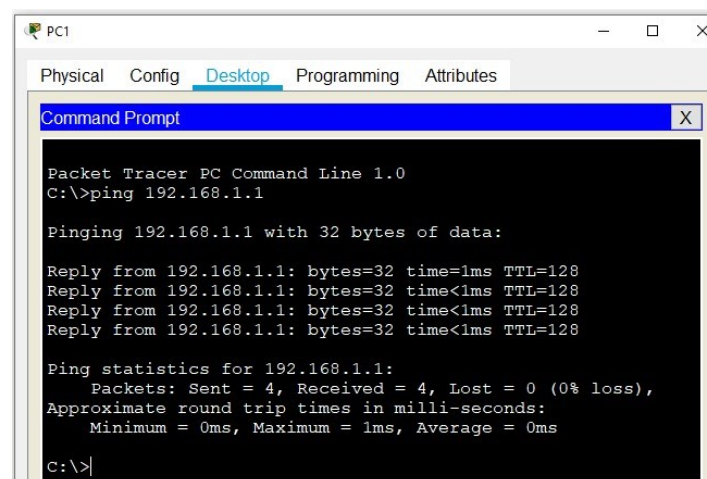 PC1
Physical Config Desktop Programming Attributes
Command Prompt X
Packet Tracer PC Command Line 1.0
C:\>ping 192.168.1.1
Pinging 192.168.1.1 with 32 bytes of data:
Reply from 192.168.1.1: bytes=32 time=1ms TTL=128
Reply from 192.168.1.1: bytes=32 time<1ms TTL=128
Reply from 192.168.1.1: bytes=32 time<1ms TTL=128
Reply from 192.168.1.1: bytes=32 time<1ms TTL=128
Ping statistics for 192.168.1.1:
Packets: Sent = 4, Received = 4, Lost = 0 (0% loss),
Approximate round trip times in milli-seconds:
Minimum = 0ms, Maximum = 1ms, Average = 0ms
C:\>